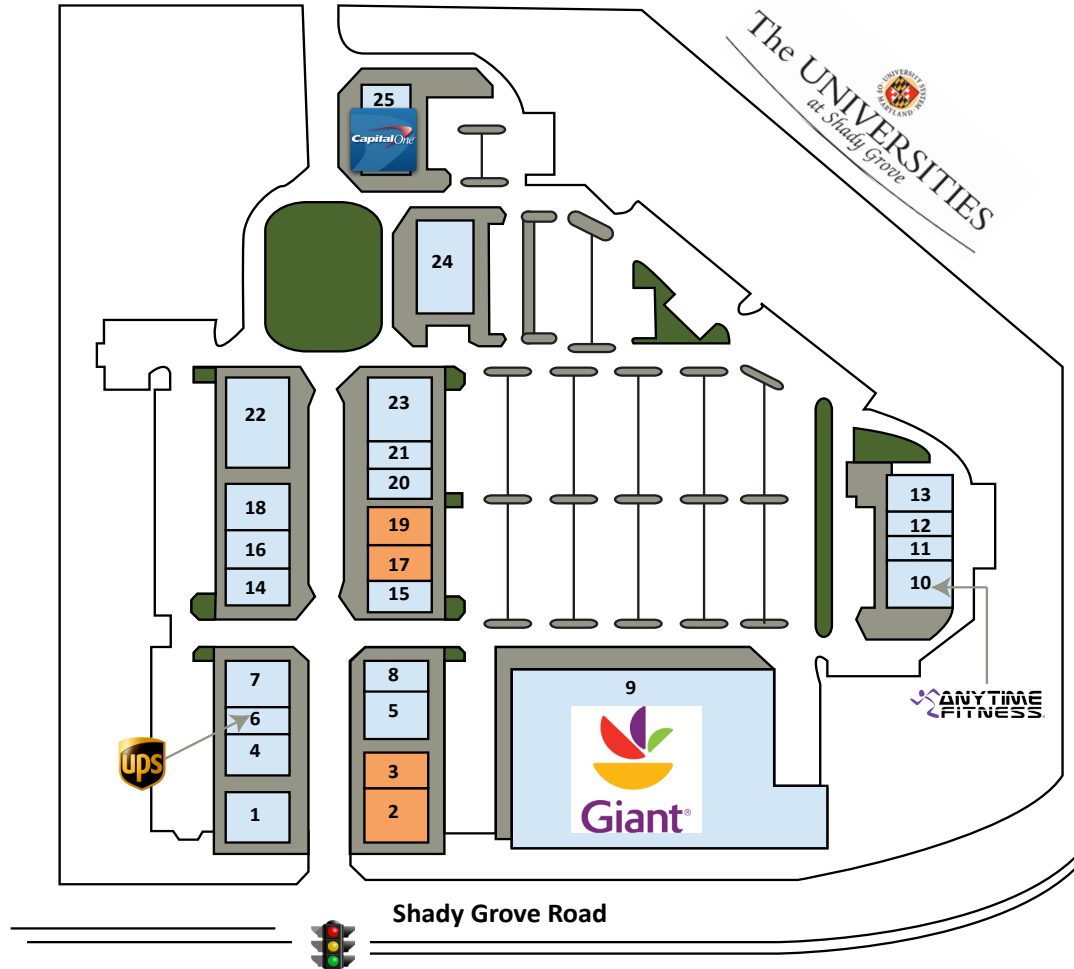 The UNIVERSITIES
at Shady Grove
UNIVERSITY SYSTEM
OF MARYLAND
25
CapitalOne®
24
22
23
21
20
18
19
16
17
14
15
13
12
11
10
7
8
6
5
4
3
1
2
9
ups
Giant®
ANYTIME
FITNESS®
Shady Grove Road